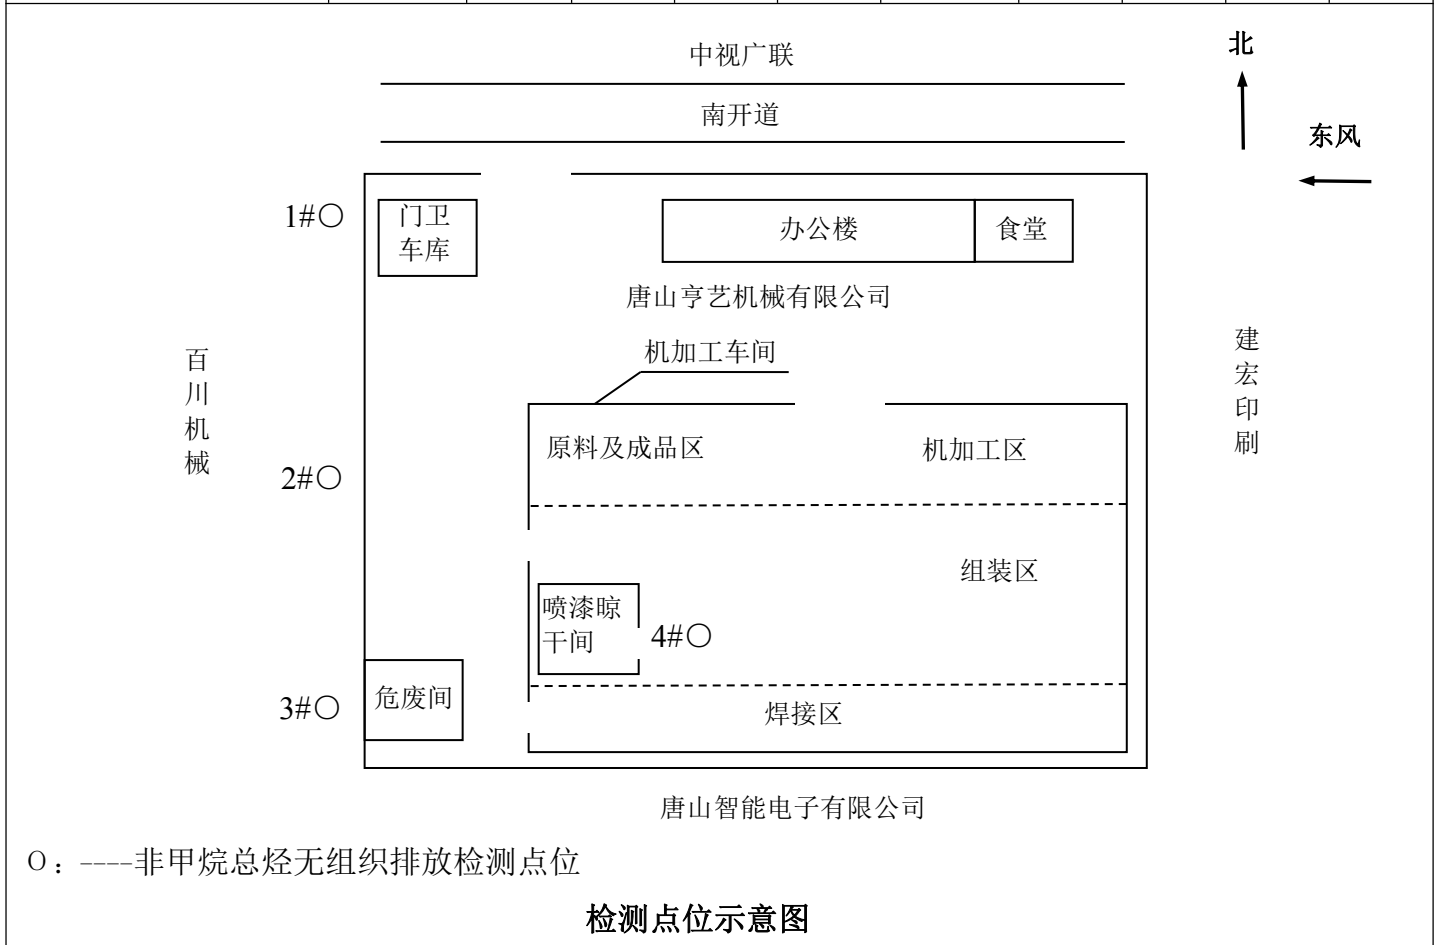 中视广联
北
南开道
东风
1#○
门卫
车库
办公楼
食堂
唐山亨艺机械有限公司
机加工车间
百川机械
建宏印刷
原料及成品区
机加工区
2#○
组装区
喷漆晾
干间
4#○
危废间
3#○
焊接区
唐山智能电子有限公司
O：----非甲烷总烃无组织排放检测点位
检测点位示意图